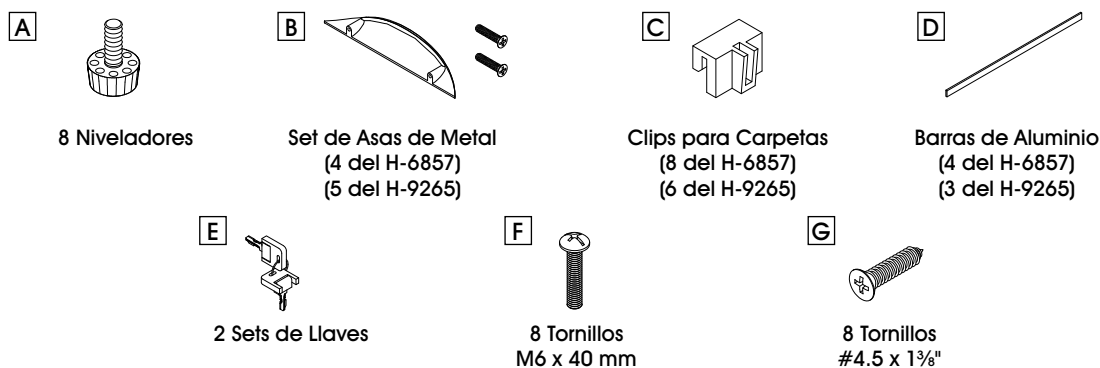 A
8 Niveladores
B
Set de Asas de Metal
(4 del H-6857)
(5 del H-9265)
C
Clips para Carpetas
(8 del H-6857)
(6 del H-9265)
D
Barras de Aluminio
(4 del H-6857)
(3 del H-9265)
E
2 Sets de Llaves
F
8 Tornillos
M6 x 40 mm
G
8 Tornillos
#4.5 x 1⅜"